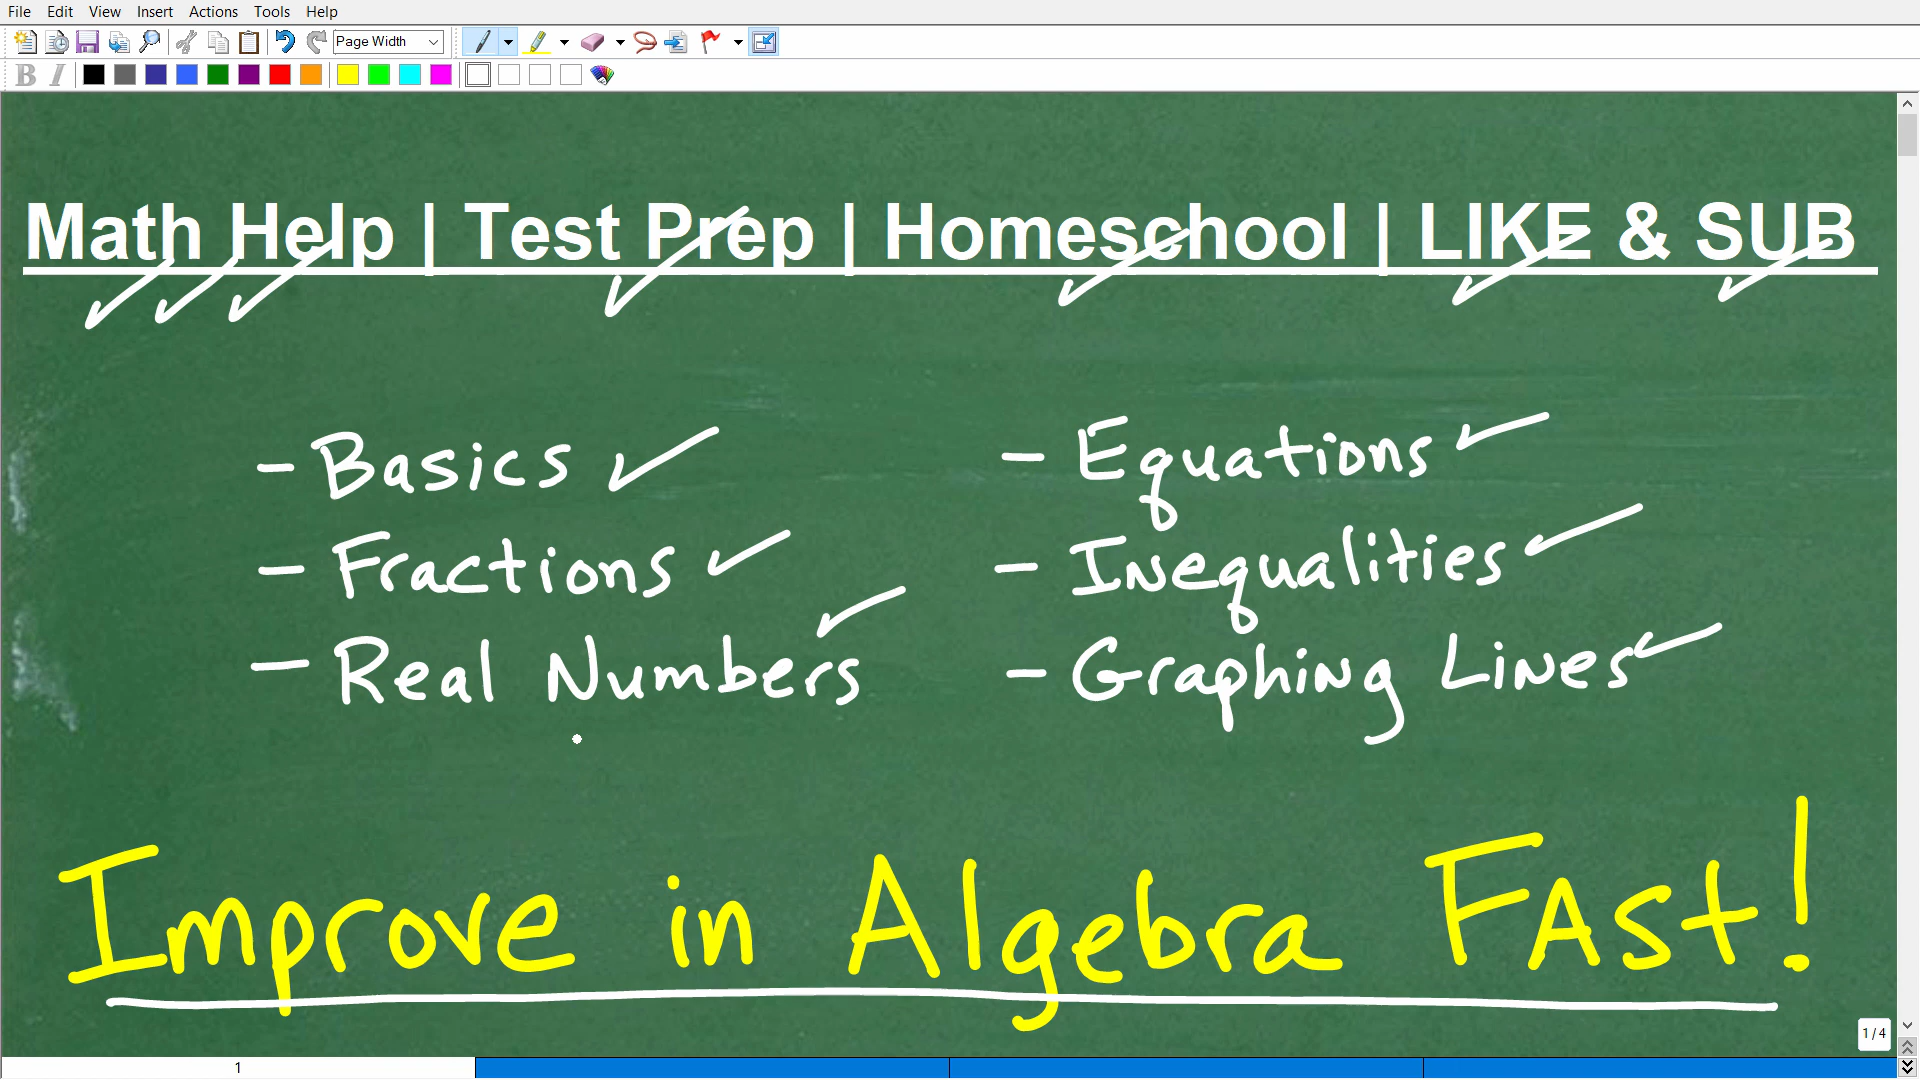 File Edit View Insert Actions Tools Help
Page Width
B I
Math Help | Test Prep | Homeschool | LIKE & SUB
- Basics
- Fractions
- Real Numbers
- Equations
- Inequalities
- Graphing Lines
Improve in Algebra FAst!
1 / 4
1